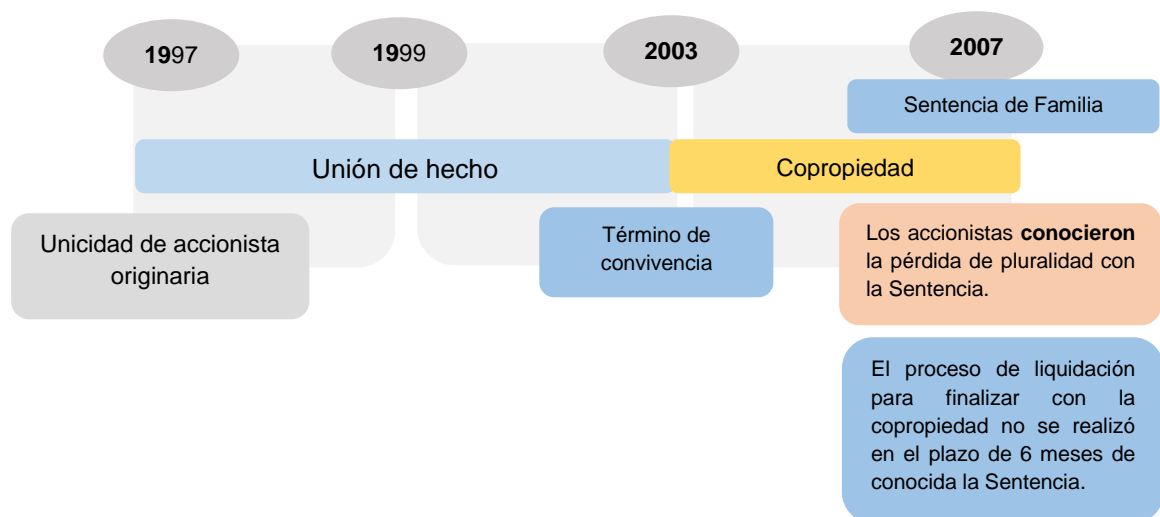 1997
1999
2003
2007
Sentencia de Familia
Unión de hecho
Copropiedad
Unicidad de accionista
originaria
Término de
convivencia
Los accionistas conocieron
la pérdida de pluralidad con
la Sentencia.
El proceso de liquidación
para finalizar con la
copropiedad no se realizó
en el plazo de 6 meses de
conocida la Sentencia.